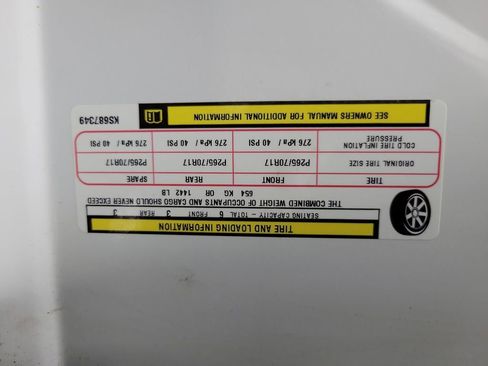 TIRE AND LOADING INFORMATION
SEATING CAPACITY - TOTAL 6 FRONT 3 REAR 3
THE COMBINED WEIGHT OF OCCUPANTS AND CARGO SHOULD NEVER EXCEED
654 KG OR 1442 LB
TIRE FRONT REAR SPARE
ORIGINAL TIRE SIZE P265/70R17 P265/70R17 P265/70R17
COLD TIRE INFLATION PRESSURE 276 kPa / 40 PSI 276 kPa / 40 PSI 276 kPa / 40 PSI
SEE OWNERS MANUAL FOR ADDITIONAL INFORMATION
KS687349